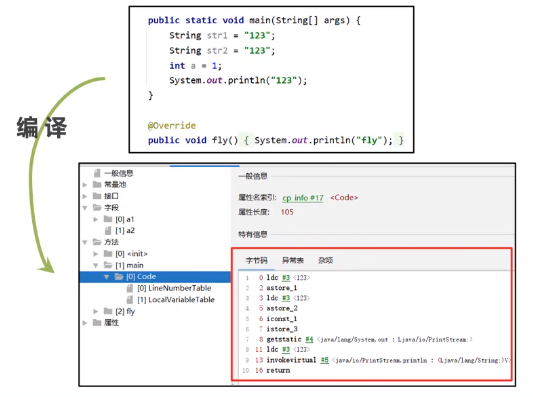 public static void main(String[] args) {
String str1 = "123";
String str2 = "123";
int a = 1;
System.out.println("123");
}
@Override
public void fly() { System.out.println("fly"); }
编译
一般信息
常量池
接口
字段
[0] a1
[1] a2
方法
[0] <init>
[1] main
[0] Code
[0] LineNumberTable
[1] LocalVariableTable
[2] fly
属性
一般信息
属性名索引: cp_info #17 <Code>
属性长度: 105
特有信息
字节码 异常表 杂项
1 0 ldc #3 <123>
2 2 astore_1
3 3 ldc #3 <123>
4 5 astore_2
5 6 iconst_1
6 7 istore_3
7 8 getstatic #4 <java/lang/System.out : Ljava/io/PrintStream;>
8 11 ldc #3 <123>
9 13 invokevirtual #5 <java/io/PrintStream.println : (Ljava/lang/String;)V>
10 16 return